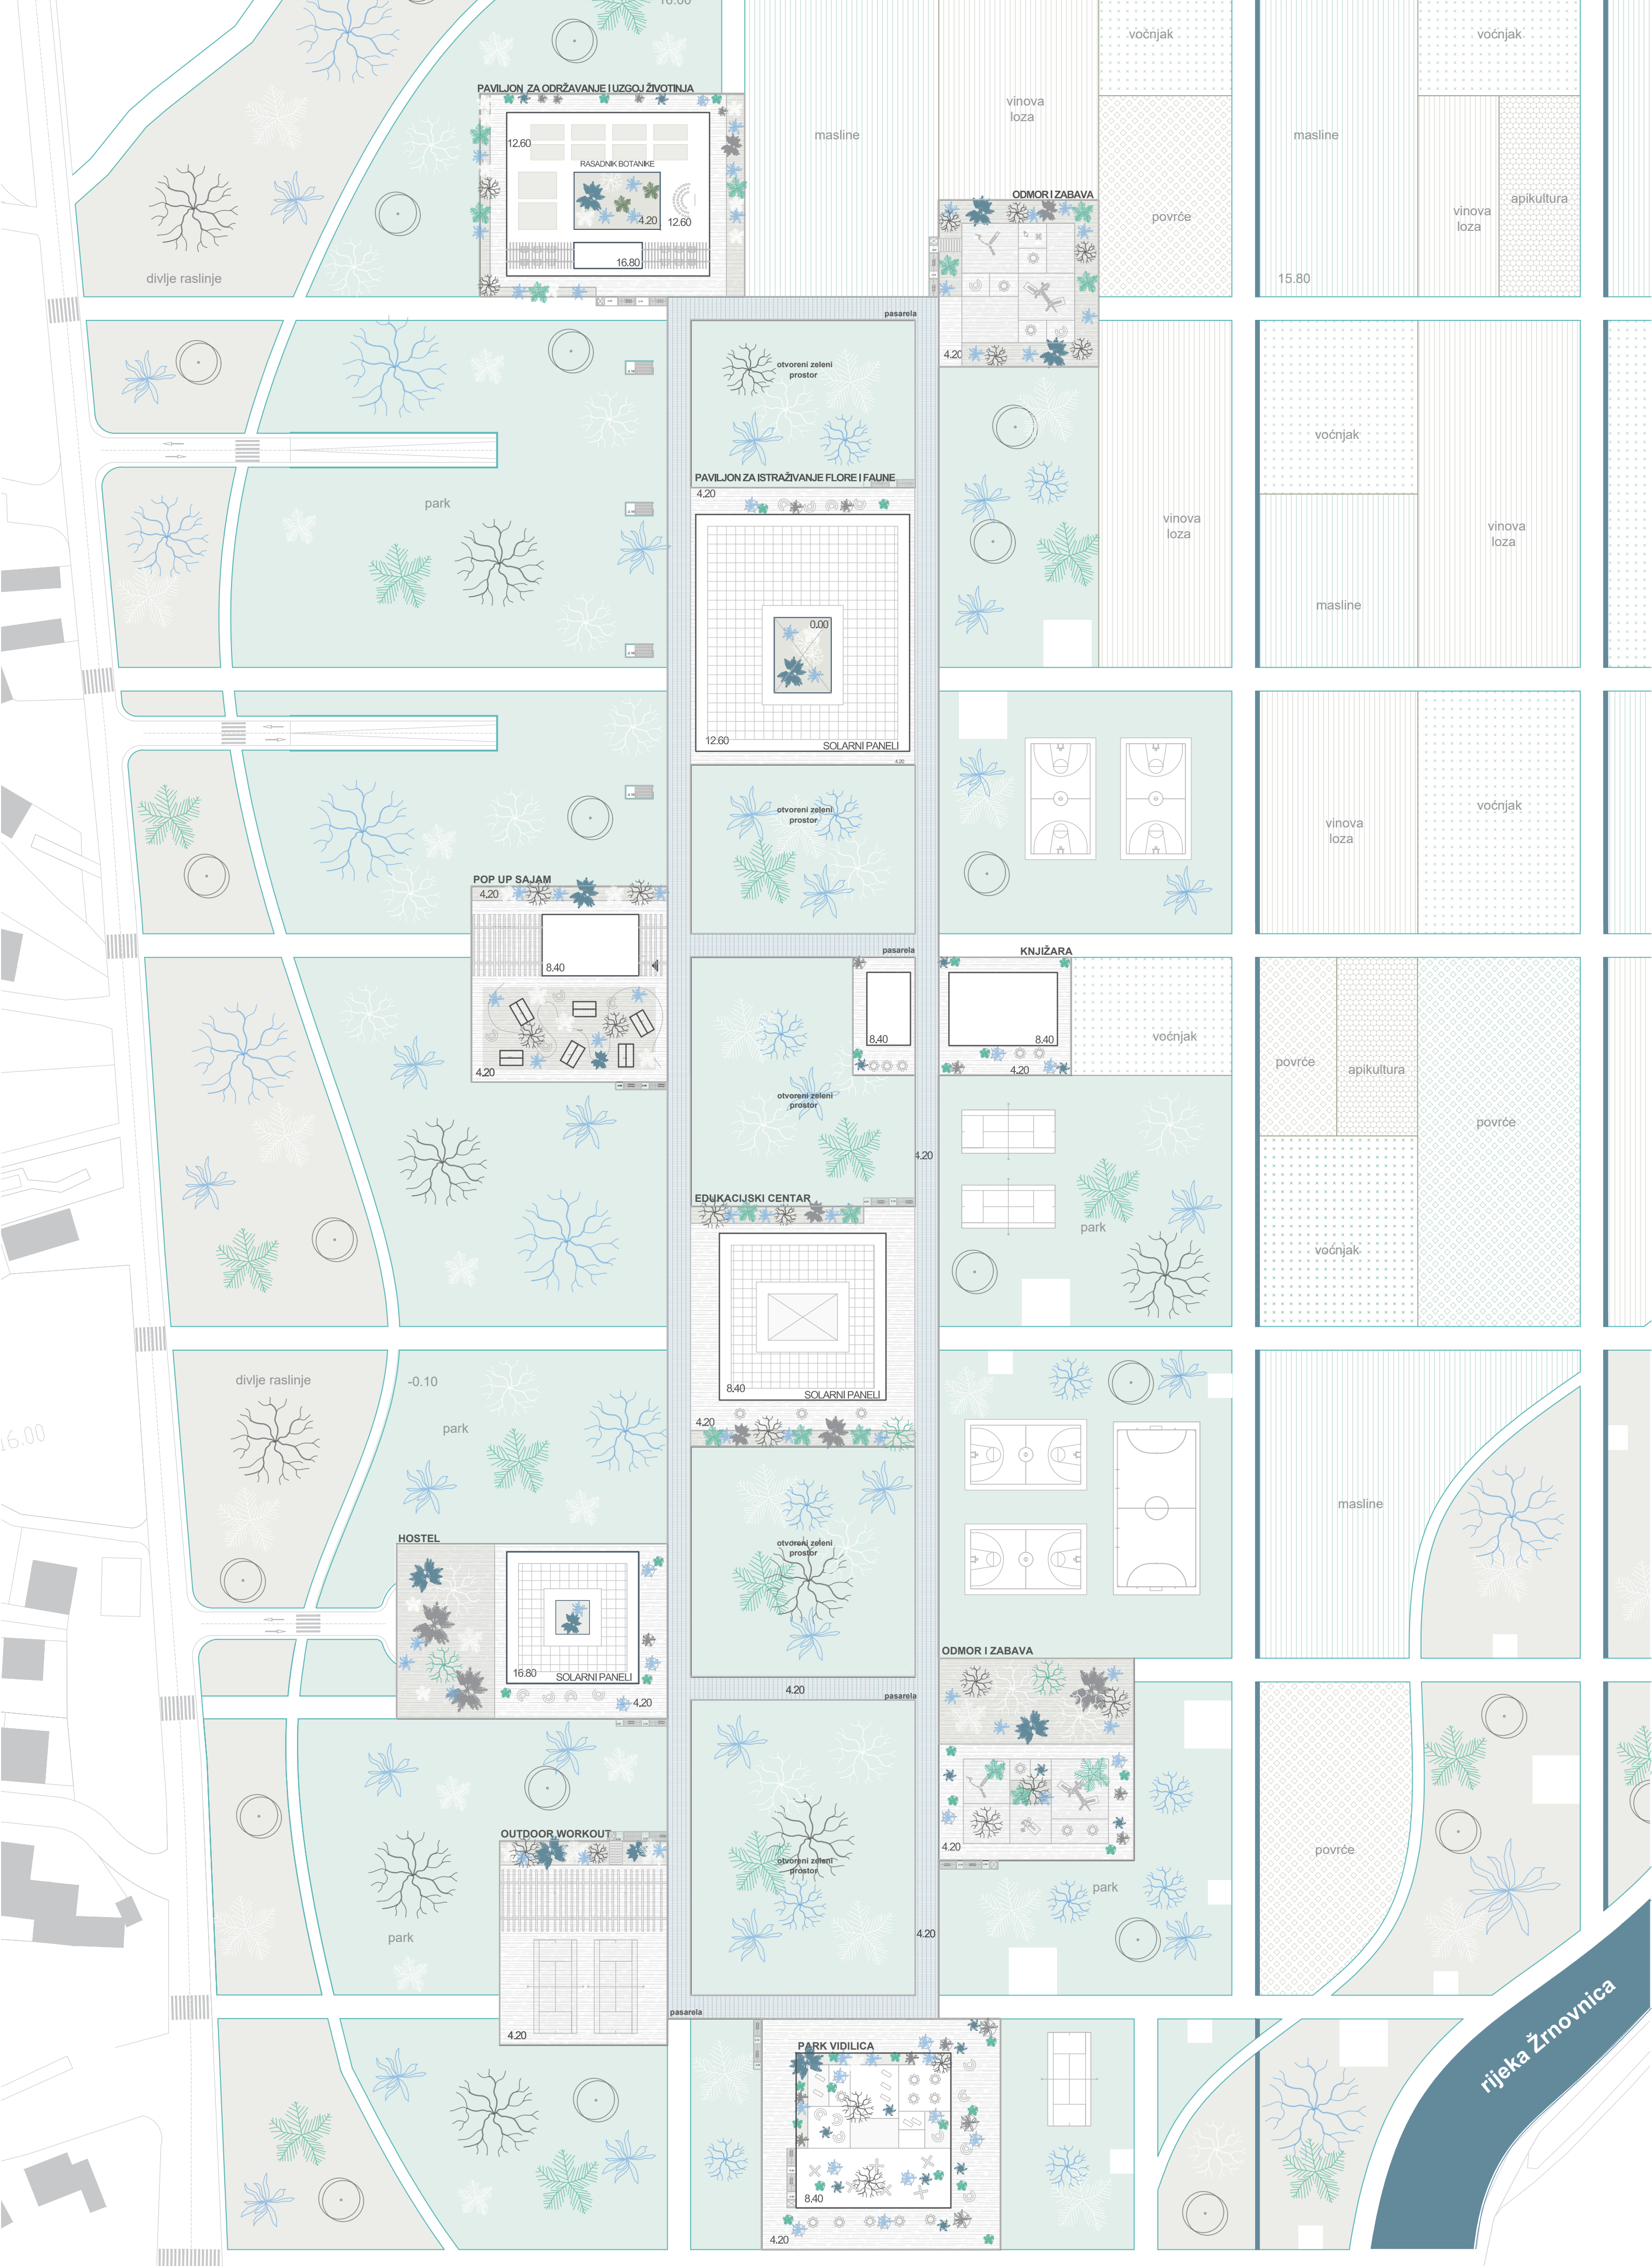 16.00
voćnjak
voćnjak
PAVILJON ZA ODRŽAVANJE I UZGOJ ŽIVOTINJA
vinova
loza
masline
masline
12.60
RASADNIK BOTANIKE
4.20
12.60
16.80
ODMOR I ZABAVA
povrće
vinova
loza
apikultura
divlje raslinje
15.80
pasarela
4.20
otvoreni zeleni
prostor
voćnjak
PAVILJON ZA ISTRAŽIVANJE FLORE I FAUNE
4.20
park
vinova
loza
vinova
loza
masline
0.00
12.60
SOLARNI PANELI
4.20
otvoreni zeleni
prostor
vinova
loza
voćnjak
POP UP SAJAM
4.20
8.40
4.20
pasarela
KNJIŽARA
8.40
8.40
4.20
voćnjak
povrće
apikultura
povrće
otvoreni zeleni
prostor
4.20
EDUKACIJSKI CENTAR
park
voćnjak
8.40
SOLARNI PANELI
4.20
divlje raslinje
-0.10
park
16.00
masline
HOSTEL
otvoreni zeleni
prostor
16.80
SOLARNI PANELI
4.20
ODMOR I ZABAVA
4.20
pasarela
OUTDOOR WORKOUT
4.20
povrće
otvoreni zeleni
prostor
park
park
4.20
4.20
pasarela
PARK VIDILICA
8.40
4.20
rijeka Žrnovnica